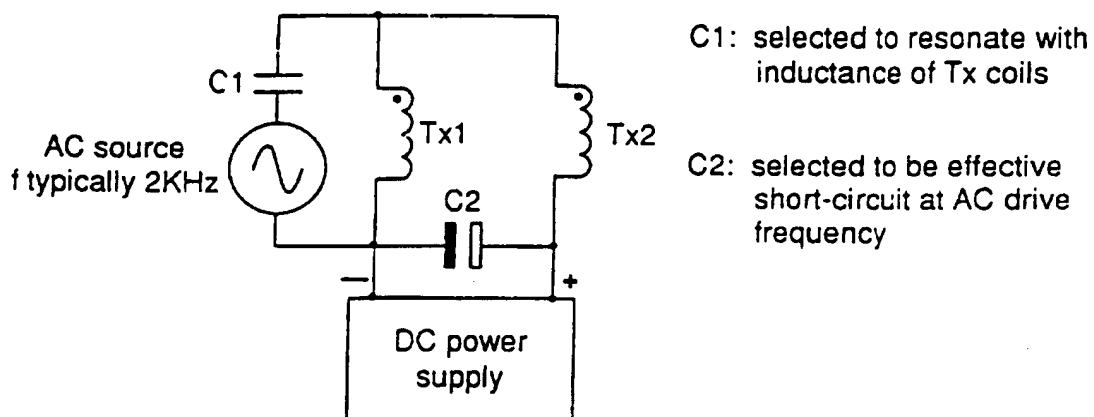 C1: selected to resonate with
inductance of Tx coils
C1
Tx1
Tx2
AC source
f typically 2KHz
C2: selected to be effective
short-circuit at AC drive
frequency
C2
—
+
DC power
supply